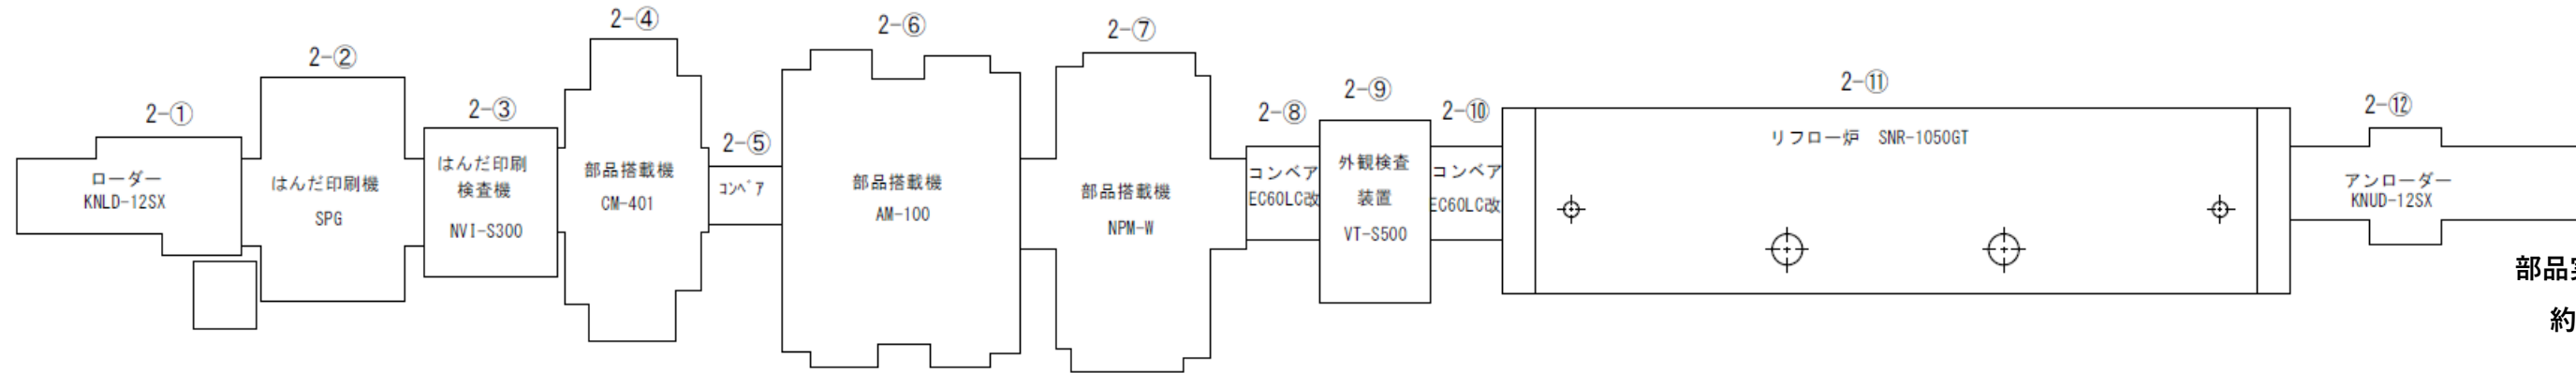 2-①
ローダー
KNLD-12SX
2-②
はんだ印刷機
SPG
2-③
はんだ印刷
検査機
NVI-S300
2-④
部品搭載機
CM-401
2-⑤
ｺﾝﾍﾞｱ
2-⑥
部品搭載機
AM-100
2-⑦
部品搭載機
NPM-W
2-⑧
コンベア
EC60LC改
2-⑨
外観検査
装置
VT-S500
2-⑩
コンベア
EC60LC改
2-⑪
リフロー炉 SNR-1050GT
2-⑫
アンローダー
KNUD-12SX
部品実
約